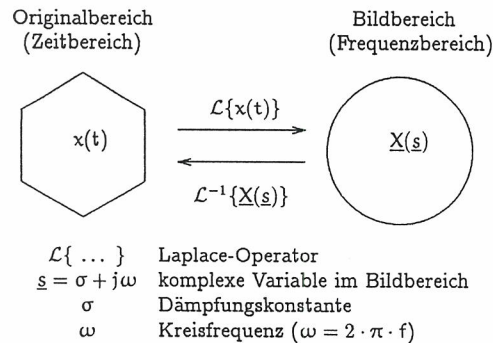 Originalbereich
(Zeitbereich)
Bildbereich
(Frequenzbereich)
x(t)
ℒ{x(t)}
ℒ⁻¹{X̲(s̲)}
X̲(s̲)
ℒ{ ... } Laplace-Operator
s̲ = σ + jω komplexe Variable im Bildbereich
σ Dämpfungskonstante
ω Kreisfrequenz (ω = 2 · π · f)